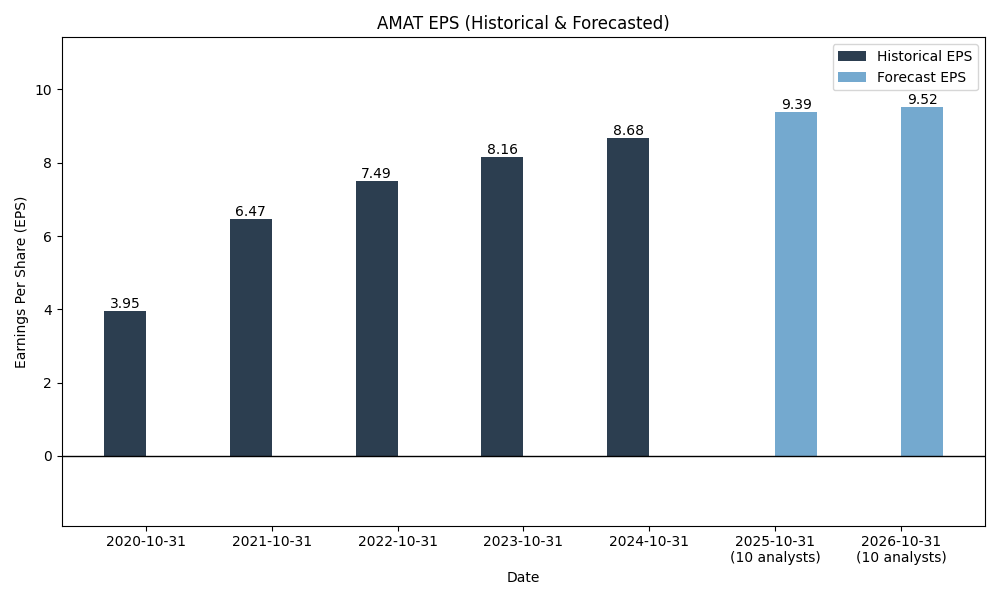 AMAT EPS (Historical & Forecasted)
Historical EPS
Forecast EPS
Earnings Per Share (EPS)
10
8
6
4
2
0
3.95
6.47
7.49
8.16
8.68
9.39
9.52
2020-10-31
2021-10-31
2022-10-31
2023-10-31
2024-10-31
2025-10-31
(10 analysts)
2026-10-31
(10 analysts)
Date